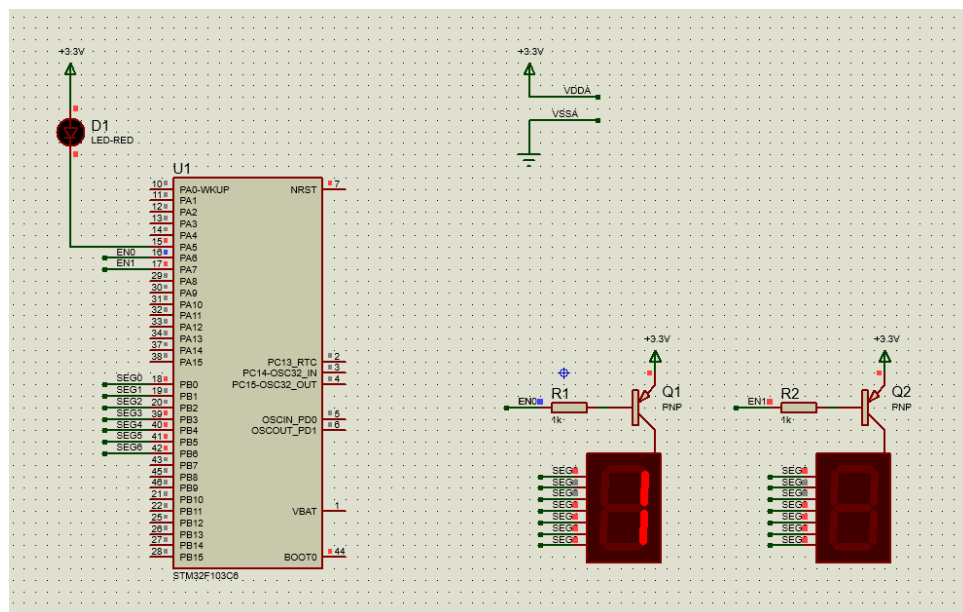 +3.3V
D1
LED-RED
+3.3V
VDDA
VSSA
U1
10 PA0-WKUP NRST 7
11 PA1
12 PA2
13 PA3
14 PA4
15 PA5
EN0 16 PA6
EN1 17 PA7
29 PA8
30 PA9
31 PA10
32 PA11
33 PA12
34 PA13
37 PA14
38 PA15
PC13_RTC 2
PC14-OSC32_IN 3
PC15-OSC32_OUT 4
SEG0 18 PB0
SEG1 19 PB1
SEG2 20 PB2
SEG3 39 PB3
SEG4 40 PB4
SEG5 41 PB5
SEG6 42 PB6
43 PB7
45 PB8
46 PB9
21 PB10
22 PB11
25 PB12
26 PB13
27 PB14
28 PB15
OSCIN_PD0 5
OSCOUT_PD1 6
VBAT 1
BOOT0 44
STM32F103C6
+3.3V
EN0
R1
1k
Q1
PNP
SEG
SEG
SEG
SEG
SEG
SEG
SEG
1
+3.3V
EN1
R2
1k
Q2
PNP
SEG
SEG
SEG
SEG
SEG
SEG
SEG